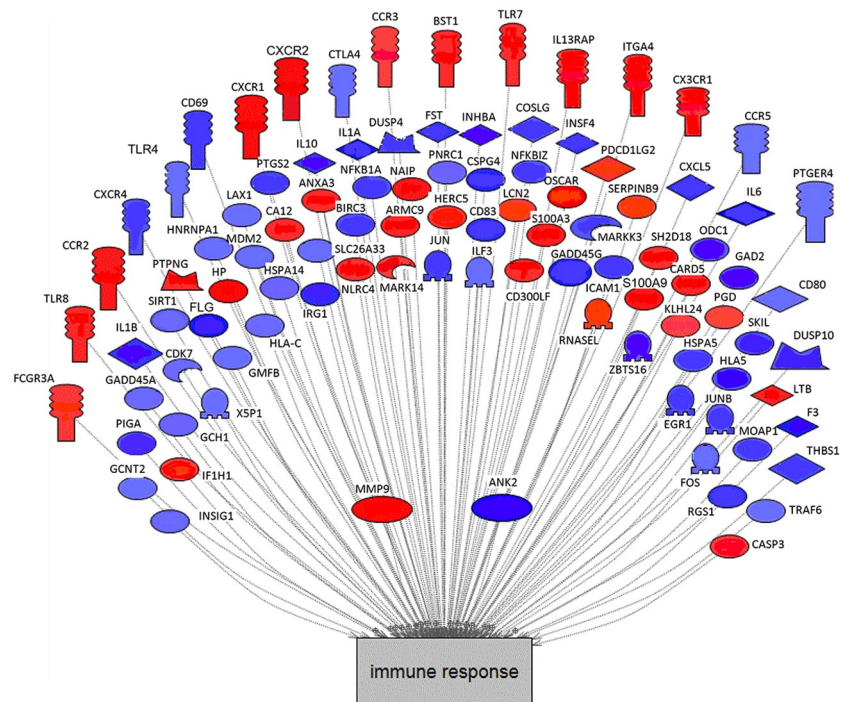 CCR3
BST1
TLR7
IL13RAP
ITGA4
CXCR2
CTLA4
CXCR1
CX3CR1
CD69
DUSP4
FST
INHBA
COSLG
INSF4
CCR5
TLR4
IL10
IL1A
PDCD1LG2
PTGS2
NFKB1A
NAIP
PNRC1
CSPG4
NFKBIZ
CXCL5
PTGER4
CXCR4
LAX1
ANXA3
OSCAR
SERPINB9
IL6
HNRNPA1
CA12
BIRC3
ARMC9
HERC5
CD83
LCN2
S100A3
MARKK3
ODC1
CCR2
MDM2
SLC26A33
JUN
ILF3
GADD45G
SH2D18
GAD2
PTPNG
HP
HSPA14
NLRC4
MARK14
CD300LF
ICAM1
S100A9
CARD5
CD80
TLR8
SIRT1
FLG
IRG1
KLHL24
PGD
IL1B
HLA-C
RNASEL
SKIL
DUSP10
CDK7
GMFB
ZBTS16
HSPA5
HLA5
FCGR3A
GADD45A
X5P1
LTB
JUNB
F3
PIGA
GCH1
EGR1
MOAP1
THBS1
GCNT2
IF1H1
FOS
INSIG1
MMP9
ANK2
RGS1
TRAF6
CASP3
immune response